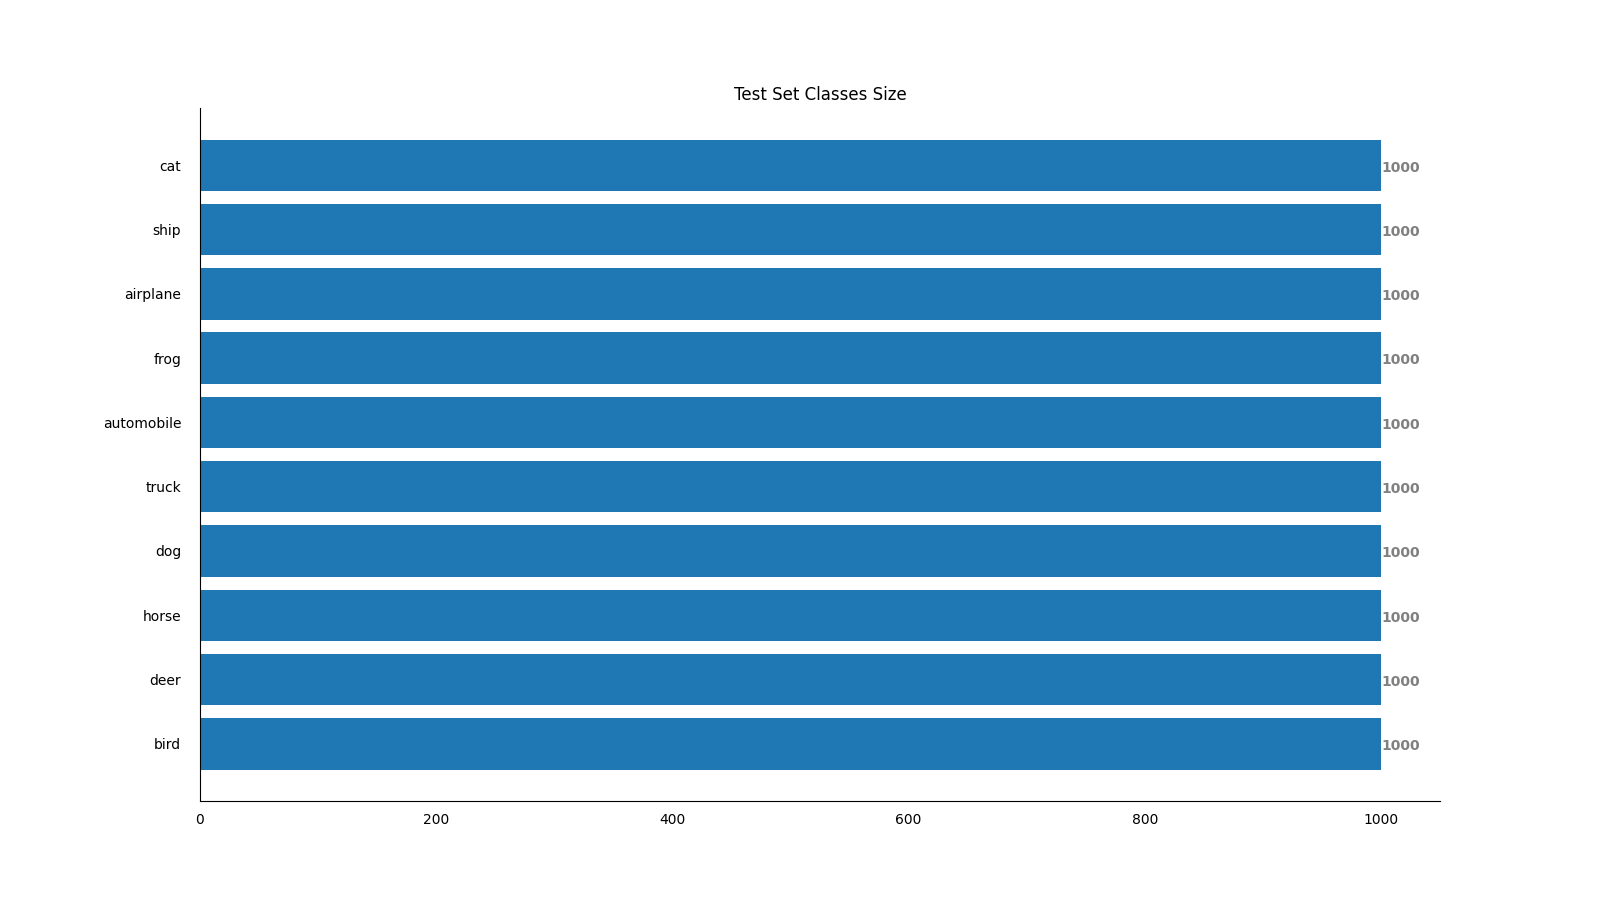 Test Set Classes Size
cat 1000
ship 1000
airplane 1000
frog 1000
automobile 1000
truck 1000
dog 1000
horse 1000
deer 1000
bird 1000
0 200 400 600 800 1000